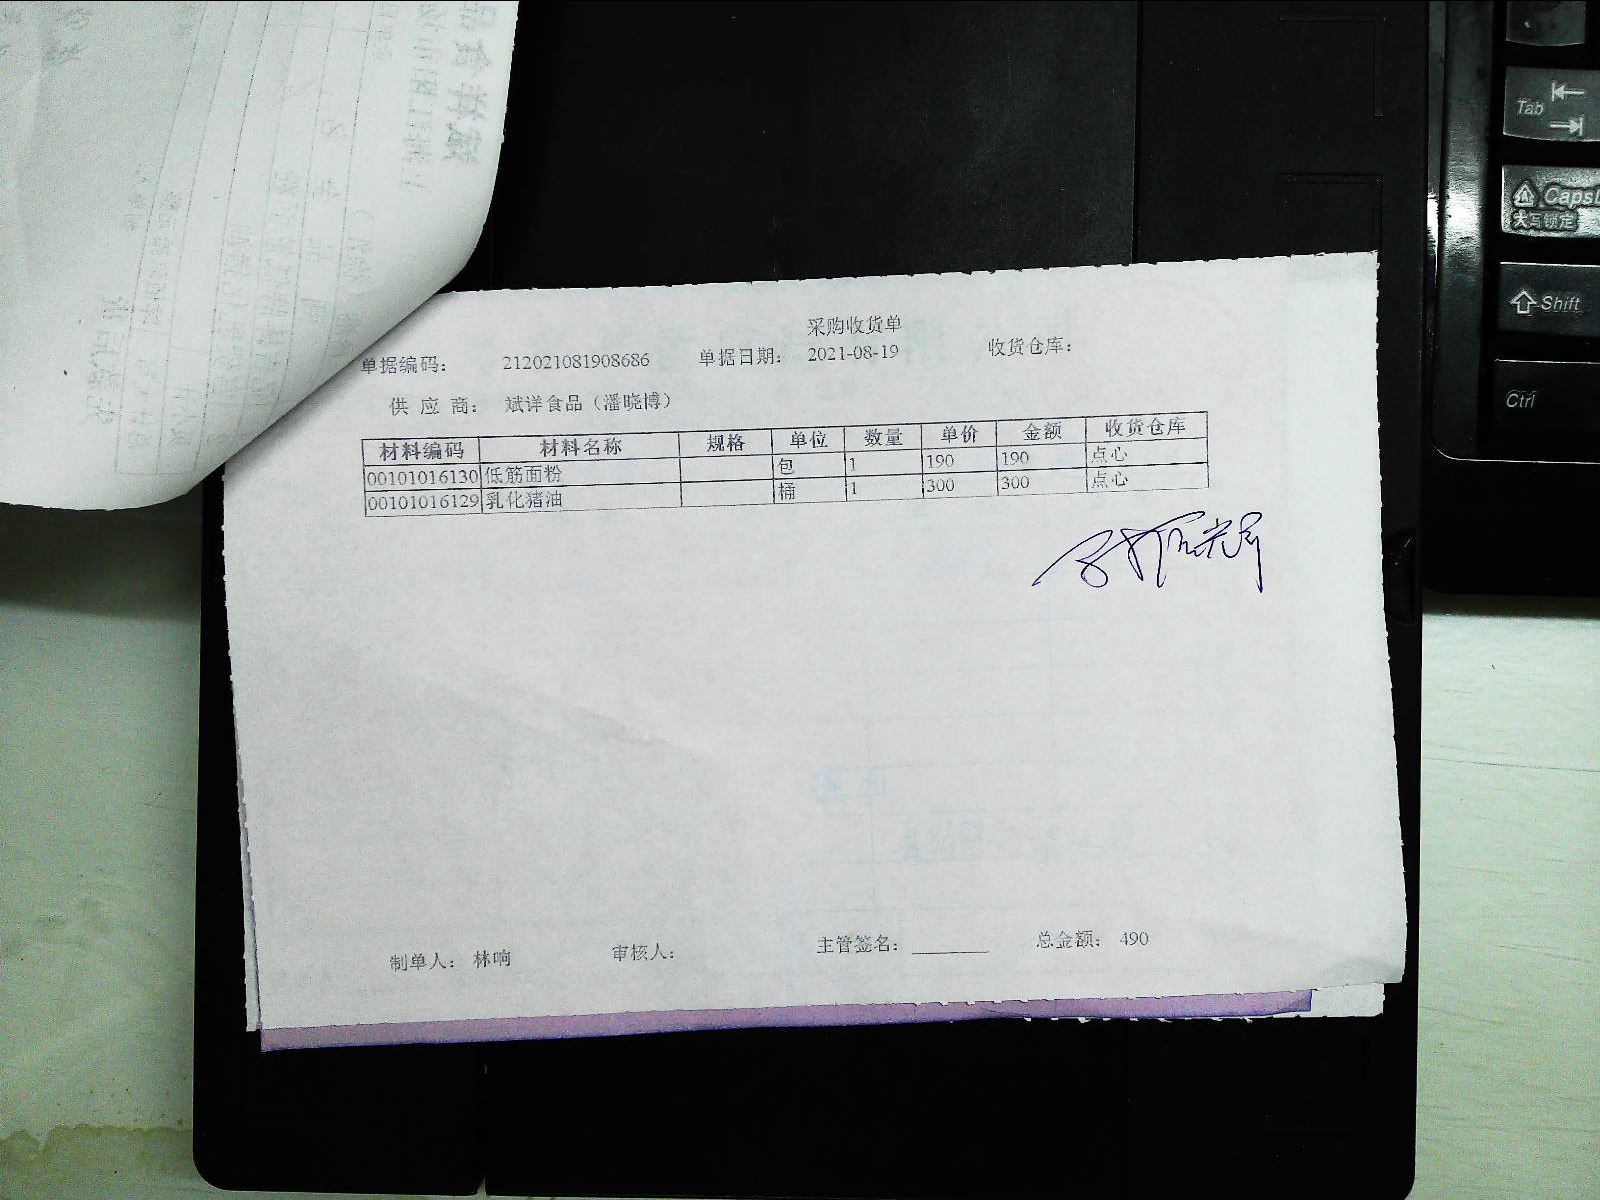 采购收货单
单据编码： 212021081908686 单据日期： 2021-08-19 收货仓库：
供 应 商： 斌详食品（潘晓博）
材料编码 材料名称 规格 单位 数量 单价 金额 收货仓库
00101016130 低筋面粉 包 1 190 190 点心
00101016129 乳化猪油 桶 1 300 300 点心
制单人： 林响 审核人： 主管签名： 总金额： 490
Tab
CapsL
大写锁定
Shift
Ctrl